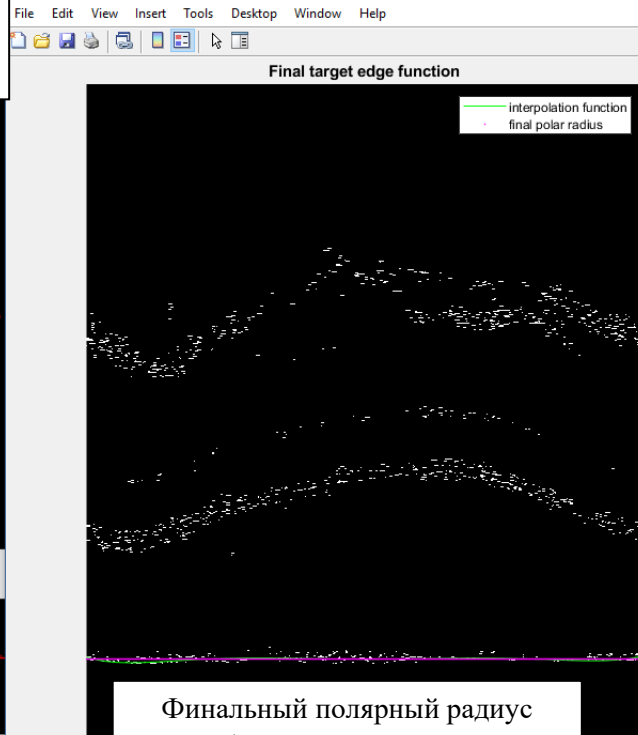 File Edit View Insert Tools Desktop Window Help
Final target edge function
interpolation function
final polar radius
Финальный полярный радиус